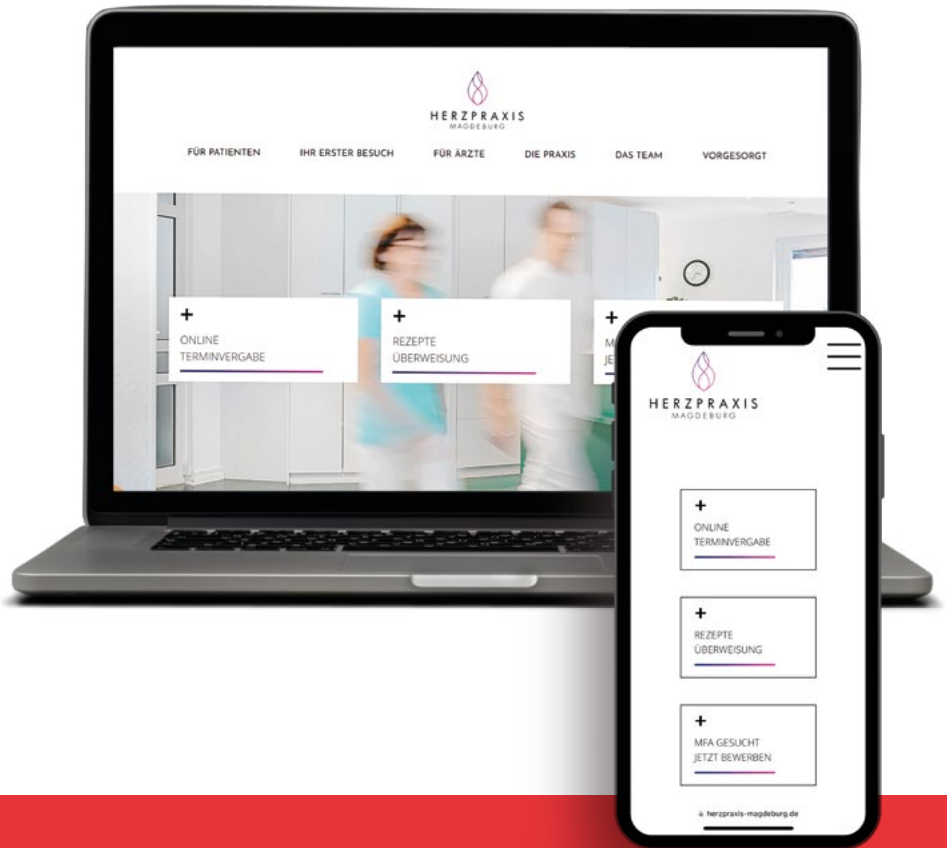 HERZPRAXIS
MAGDEBURG
FÜR PATIENTEN IHR ERSTER BESUCH FÜR ÄRZTE DIE PRAXIS DAS TEAM VORGESORGT
+ 
ONLINE
TERMINVERGABE
+
REZEPTE
ÜBERWEISUNG
+
M
JE
HERZPRAXIS
MAGDEBURG
+
ONLINE
TERMINVERGABE
+
REZEPTE
ÜBERWEISUNG
+
MFA GESUCHT
JETZT BEWERBEN
herzpraxis-magdeburg.de